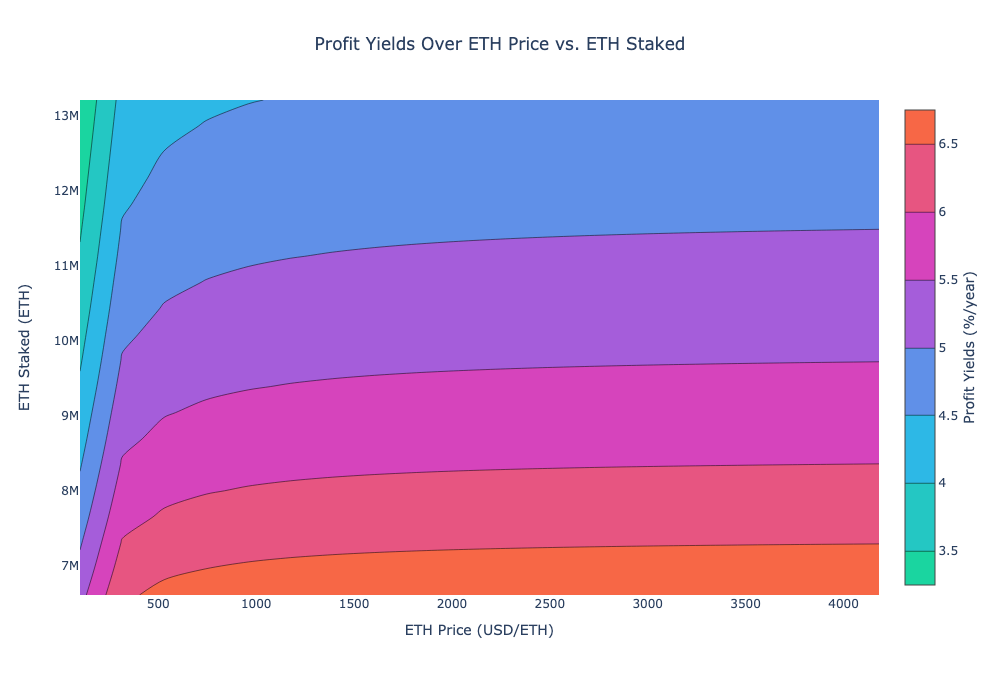 Profit Yields Over ETH Price vs. ETH Staked
13M
12M
11M
10M
9M
8M
7M
ETH Staked (ETH)
500 1000 1500 2000 2500 3000 3500 4000
ETH Price (USD/ETH)
6.5
6
5.5
5
4.5
4
3.5
Profit Yields (%/year)